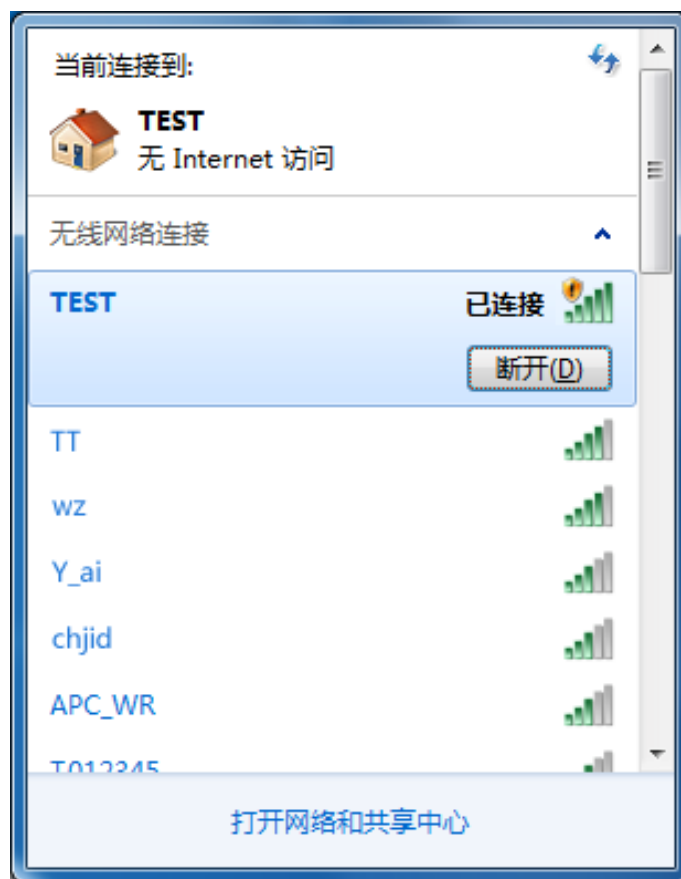 当前连接到:
TEST
无 Internet 访问
无线网络连接
TEST 已连接
断开(D)
TT
wz
Y_ai
chjid
APC_WR
T012345
打开网络和共享中心